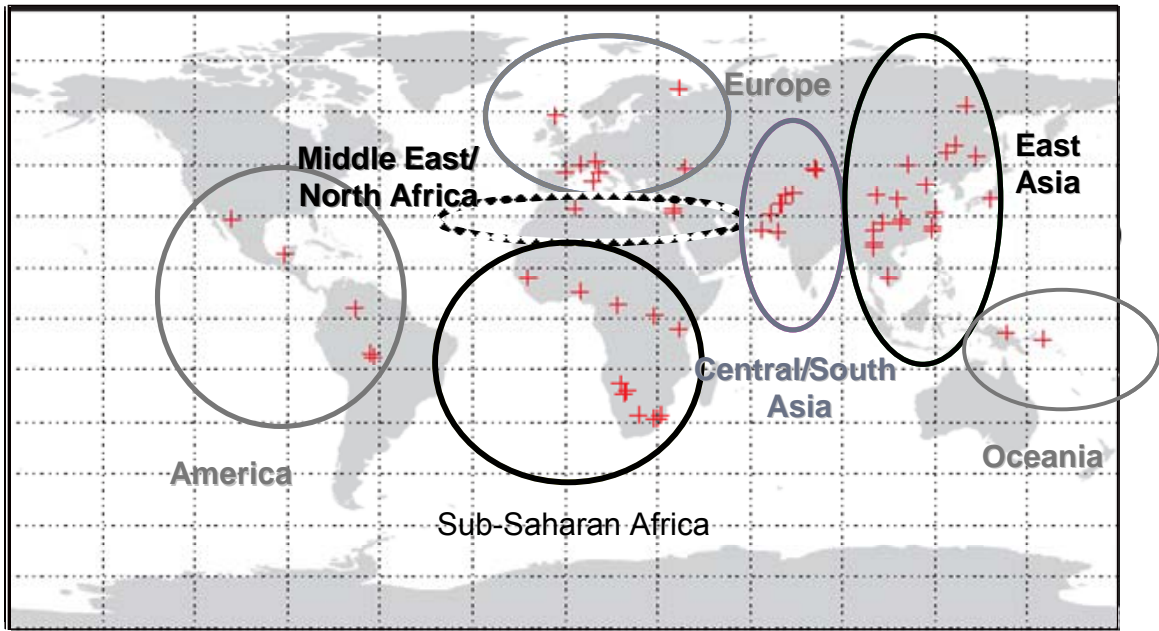 Europe
Middle East/
North Africa
East
Asia
Central/South
Asia
America
Oceania
Sub-Saharan Africa